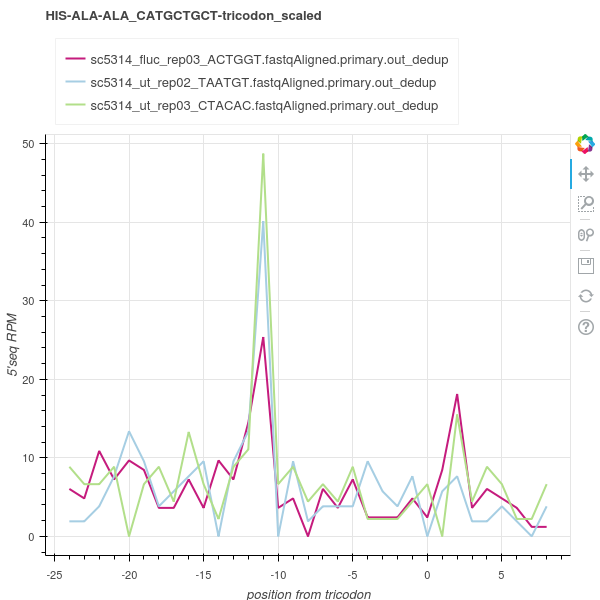 HIS-ALA-ALA_CATGCTGCT-tricodon_scaled
sc5314_fluc_rep03_ACTGGT.fastqAligned.primary.out_dedup
sc5314_ut_rep02_TAATGT.fastqAligned.primary.out_dedup
sc5314_ut_rep03_CTACAC.fastqAligned.primary.out_dedup
50
40
30
20
10
0
5'seq RPM
-25 -20 -15 -10 -5 0 5
position from tricodon